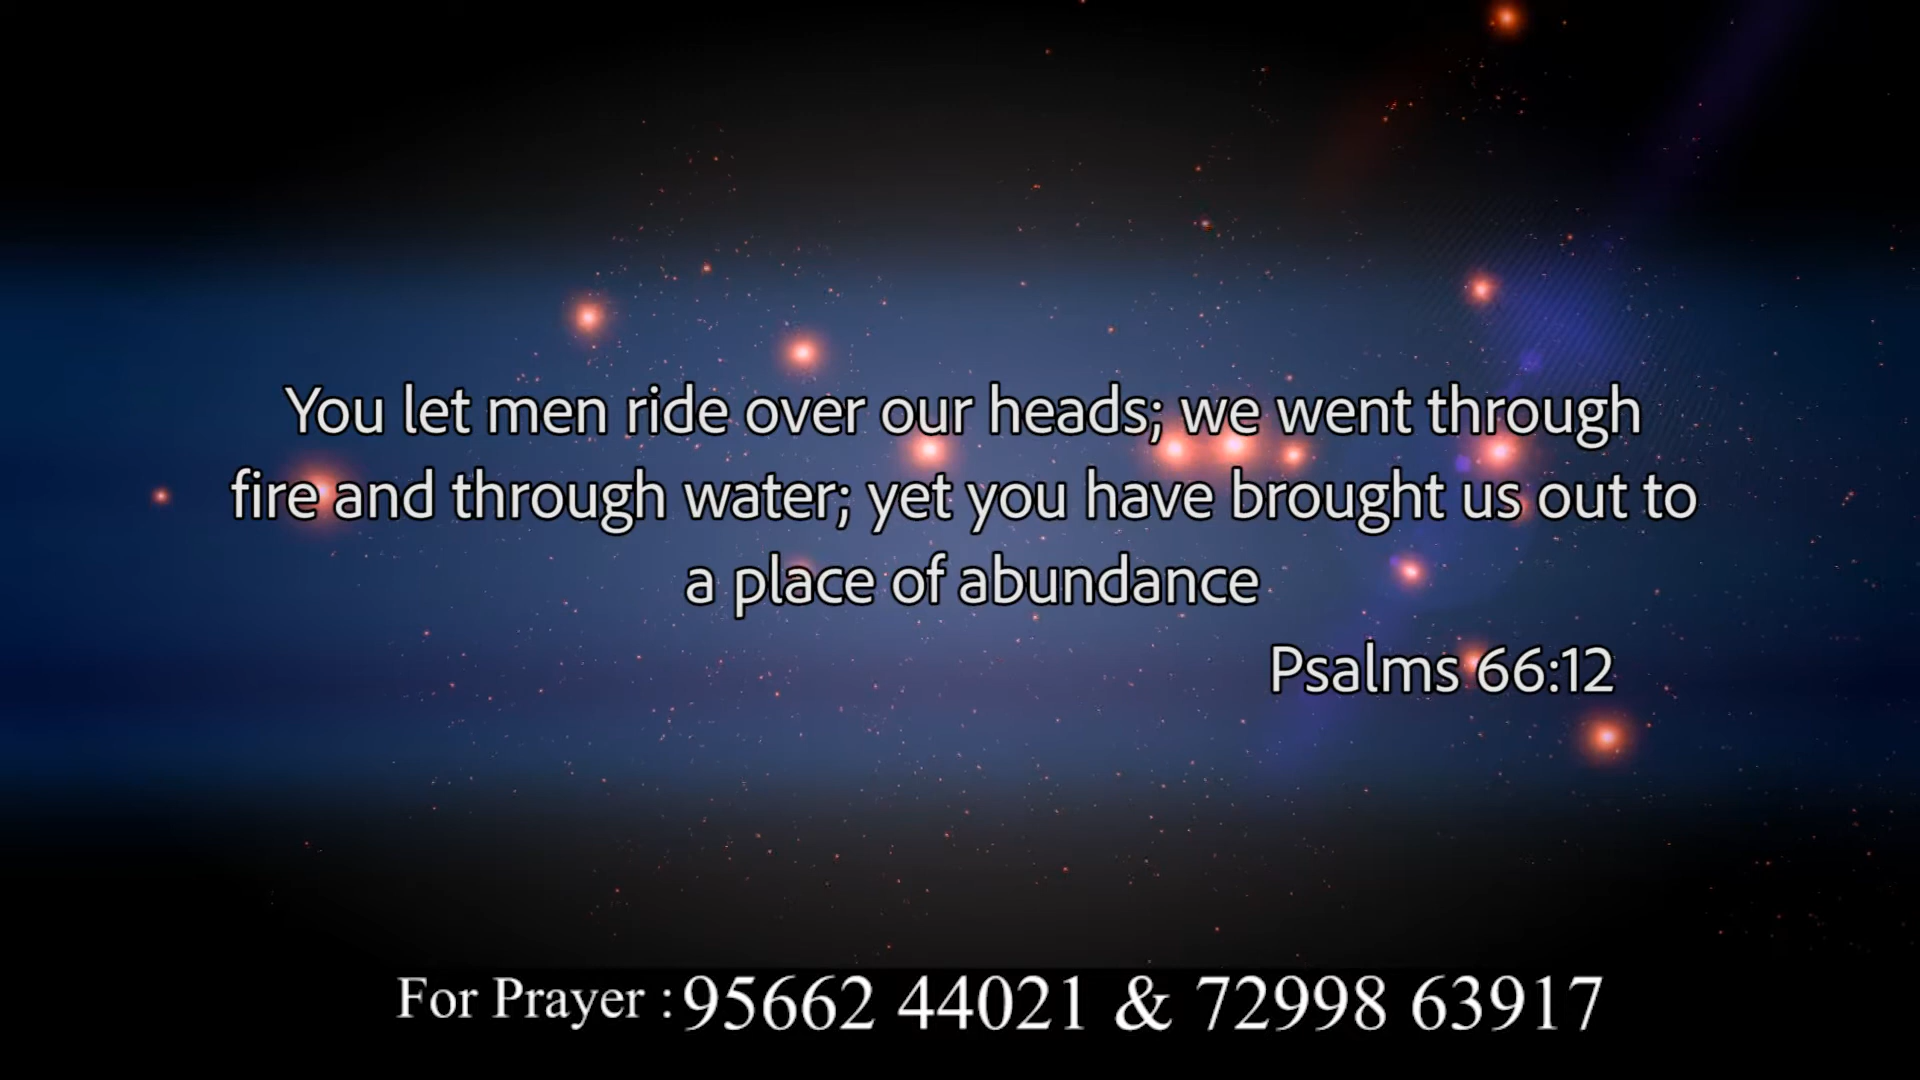 You let men ride over our heads; we went through
fire and through water; yet you have brought us out to
a place of abundance
Psalms 66:12
For Prayer : 95662 44021 & 72998 63917